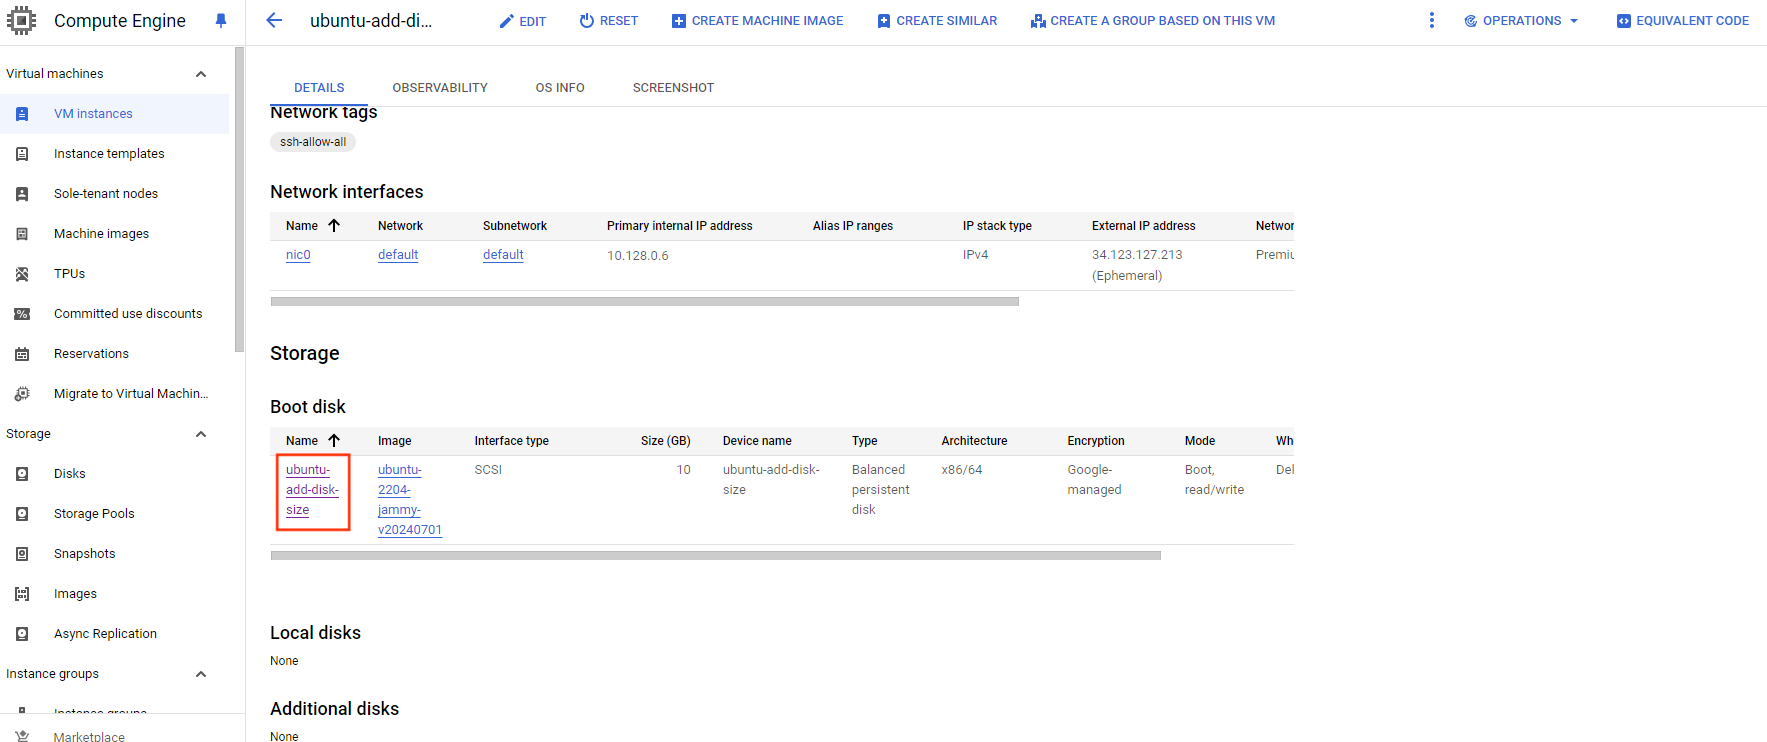 Compute Engine
ubuntu-add-di...
EDIT
RESET
CREATE MACHINE IMAGE
CREATE SIMILAR
CREATE A GROUP BASED ON THIS VM
OPERATIONS
EQUIVALENT CODE
Virtual machines
VM instances
Instance templates
Sole-tenant nodes
Machine images
TPUs
Committed use discounts
Reservations
Migrate to Virtual Machin...
Storage
Disks
Storage Pools
Snapshots
Images
Async Replication
Instance groups
Instance groups
Marketplace
DETAILS
OBSERVABILITY
OS INFO
SCREENSHOT
Network tags
ssh-allow-all
Network interfaces
Name Network Subnetwork Primary internal IP address Alias IP ranges IP stack type External IP address Networ
nic0 default default 10.128.0.6 IPv4 34.123.127.213 Premiu
(Ephemeral)
Storage
Boot disk
Name Image Interface type Size (GB) Device name Type Architecture Encryption Mode Wh
ubuntu- ubuntu- SCSI 10 ubuntu-add-disk- Balanced x86/64 Google- Boot, Del
add-disk- 2204- size persistent managed read/write
size jammy- disk
v20240701
Local disks
None
Additional disks
None